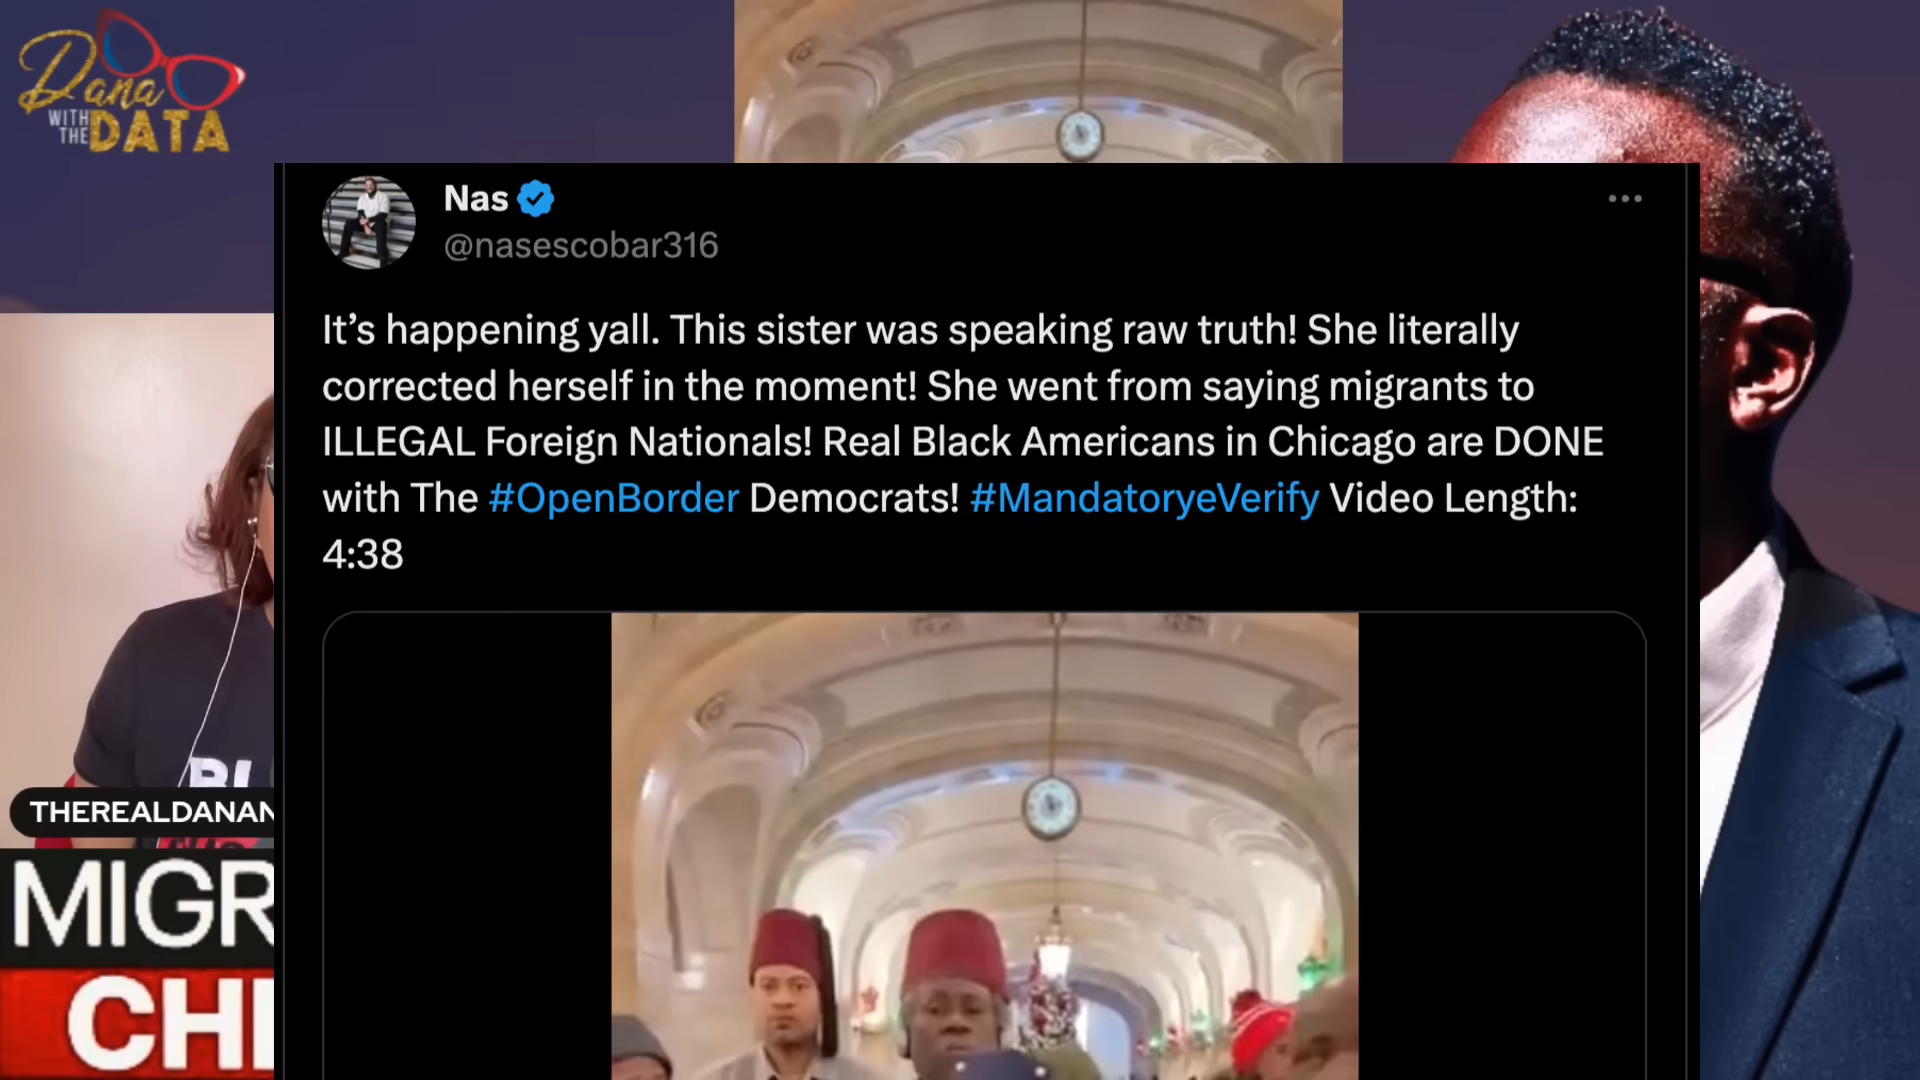 Dana
WITH
THE DATA
Nas
@nasescobar316
It’s happening yall. This sister was speaking raw truth! She literally
corrected herself in the moment! She went from saying migrants to
ILLEGAL Foreign Nationals! Real Black Americans in Chicago are DONE
with The #OpenBorder Democrats! #MandatoryeVerify Video Length:
4:38
BL
THEREALDANAN
MIGR
CHI